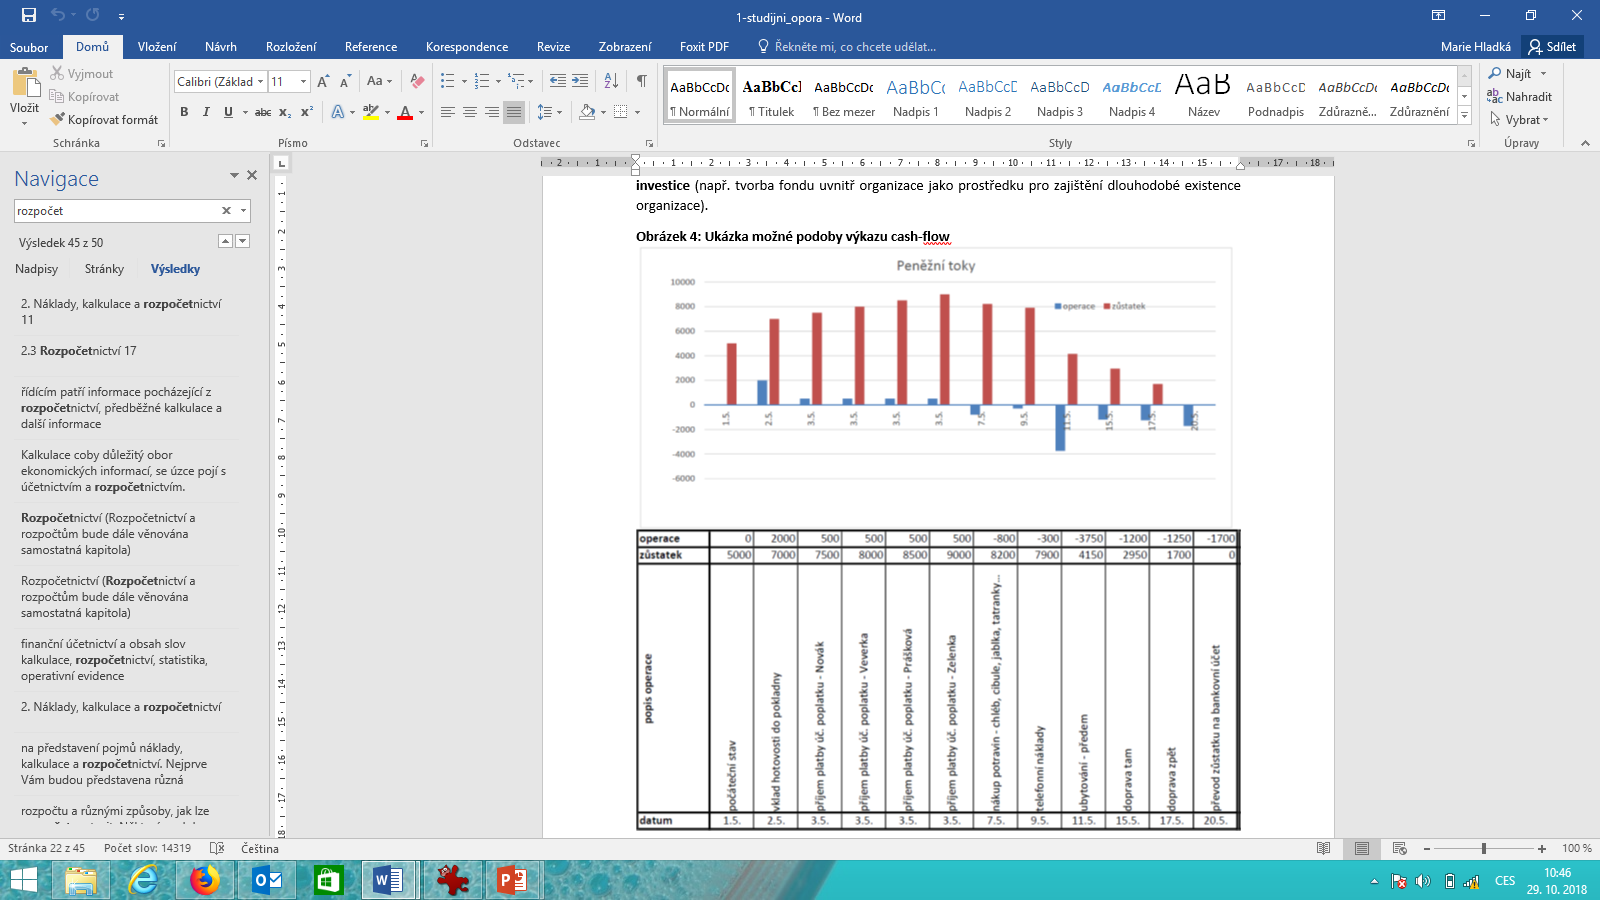 1-studijni_opora - Word
Soubor Domů Vložení Návrh Rozložení Reference Korespondence Revize Zobrazení Foxit PDF Řekněte mi, co chcete udělat... Marie Hladká Sdílet
Vložit
Vyjmout
Kopírovat
Kopírovat formát
Schránka
Calibri (Základ 11
Písmo
Odstavec
AaBbCcDc AaBbCcI AaBbCcDc AaBbCc AaBbCcD AaBbCcD AaBbCcD AaB AaBbCcD AaBbCcDc AaBbCcDc
¶ Normální ¶ Titulek ¶ Bez mezer Nadpis 1 Nadpis 2 Nadpis 3 Nadpis 4 Název Podnadpis Zdůrazně... Zdůraznění
Styly
Najít
Nahradit
Vybrat
Úpravy
Navigace
rozpočet
Výsledek 45 z 50
Nadpisy Stránky Výsledky
2. Náklady, kalkulace a rozpočetnictví
11
2.3 Rozpočetnictví 17
řídícím patří informace pocházející z
rozpočetnictví, předběžné kalkulace a
další informace
Kalkulace coby důležitý obor
ekonomických informací, se úzce pojí s
účetnictvím a rozpočetnictvím.
Rozpočetnictví (Rozpočetnictví a
rozpočtům bude dále věnována
samostatná kapitola)
Rozpočetnictví (Rozpočetnictví a
rozpočtům bude dále věnována
samostatná kapitola)
finanční účetnictví a obsah slov
kalkulace, rozpočetnictví, statistika,
operativní evidence
2. Náklady, kalkulace a rozpočetnictví
na představení pojmů náklady,
kalkulace a rozpočetnictví. Nejprve
Vám budou představena různá
rozpočtu a různými způsoby, jak lze
investice (např. tvorba fondu uvnitř organizace jako prostředku pro zajištění dlouhodobé existence
organizace).
Obrázek 4: Ukázka možné podoby výkazu cash-flow
Peněžní toky
operace zůstatek
10000
8000
6000
4000
2000
0
-2000
-4000
-6000
1.5. 2.5. 3.5. 3.5. 3.5. 3.5. 7.5. 9.5. 11.5. 15.5. 17.5. 20.5.
operace 0 2000 500 500 500 500 -800 -300 -3750 -1200 -1250 -1700
zůstatek 5000 7000 7500 8000 8500 9000 8200 7900 4150 2950 1700 0
popis operace
počáteční stav
vklad hotovosti do pokladny
příjem platby úč. poplatku - Novák
příjem platby úč. poplatku - Veverka
příjem platby úč. poplatku - Prášková
příjem platby úč. poplatku - Zelenka
nákup potravin - chléb, cibule, jablka, tatranky...
telefonní náklady
ubytování - předem
doprava tam
doprava zpět
převod zůstatku na bankovní účet
datum 1.5. 2.5. 3.5. 3.5. 3.5. 3.5. 7.5. 9.5. 11.5. 15.5. 17.5. 20.5.
Stránka 22 z 45 Počet slov: 14319 Čeština 100 %
CES
10:46
29. 10. 2018